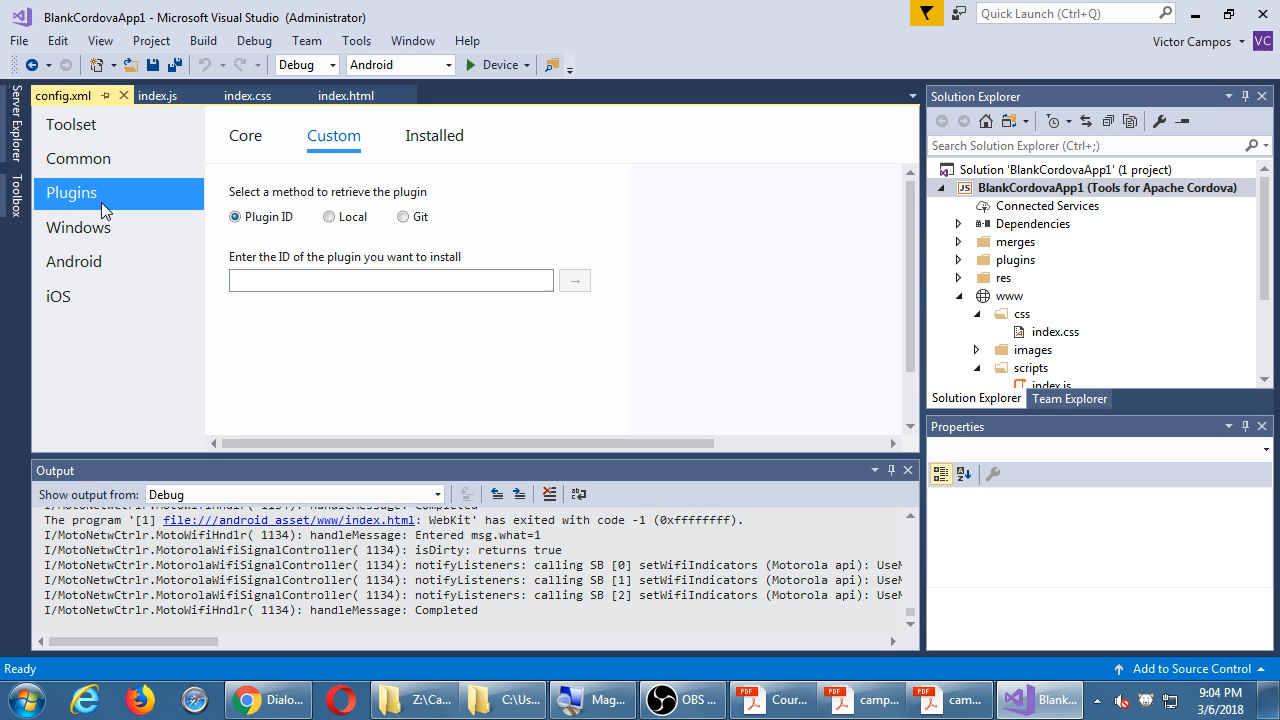 BlankCordovaApp1 - Microsoft Visual Studio (Administrator)
Quick Launch (Ctrl+Q)
File Edit View Project Build Debug Team Tools Window Help
Victor Campos VC
Debug Android Device
Server Explorer
Toolbox
config.xml index.js index.css index.html
Toolset
Common
Plugins
Windows
Android
iOS
Core Custom Installed
Select a method to retrieve the plugin
Plugin ID Local Git
Enter the ID of the plugin you want to install
Solution Explorer
Search Solution Explorer (Ctrl+;)
Solution 'BlankCordovaApp1' (1 project)
JS BlankCordovaApp1 (Tools for Apache Cordova)
Connected Services
Dependencies
merges
plugins
res
www
css
index.css
images
scripts
index.js
Solution Explorer Team Explorer
Properties
Output
Show output from: Debug
The program '[1] file:///android_asset/www/index.html: WebKit' has exited with code -1 (0xffffffff).
I/MotoNetwCtrlr.MotoWifiHndlr( 1134): handleMessage: Entered msg.what=1
I/MotoNetwCtrlr.MotorolaWifiSignalController( 1134): isDirty: returns true
I/MotoNetwCtrlr.MotorolaWifiSignalController( 1134): notifyListeners: calling SB [0] setWifiIndicators (Motorola api): UseM
I/MotoNetwCtrlr.MotorolaWifiSignalController( 1134): notifyListeners: calling SB [1] setWifiIndicators (Motorola api): UseM
I/MotoNetwCtrlr.MotorolaWifiSignalController( 1134): notifyListeners: calling SB [2] setWifiIndicators (Motorola api): UseM
I/MotoNetwCtrlr.MotoWifiHndlr( 1134): handleMessage: Completed
Ready
Add to Source Control
Dialo... Z:\Ca... C:\Us... Mag... OBS ... PDF Cour... PDF camp... PDF cam... Blank...
9:04 PM
3/6/2018